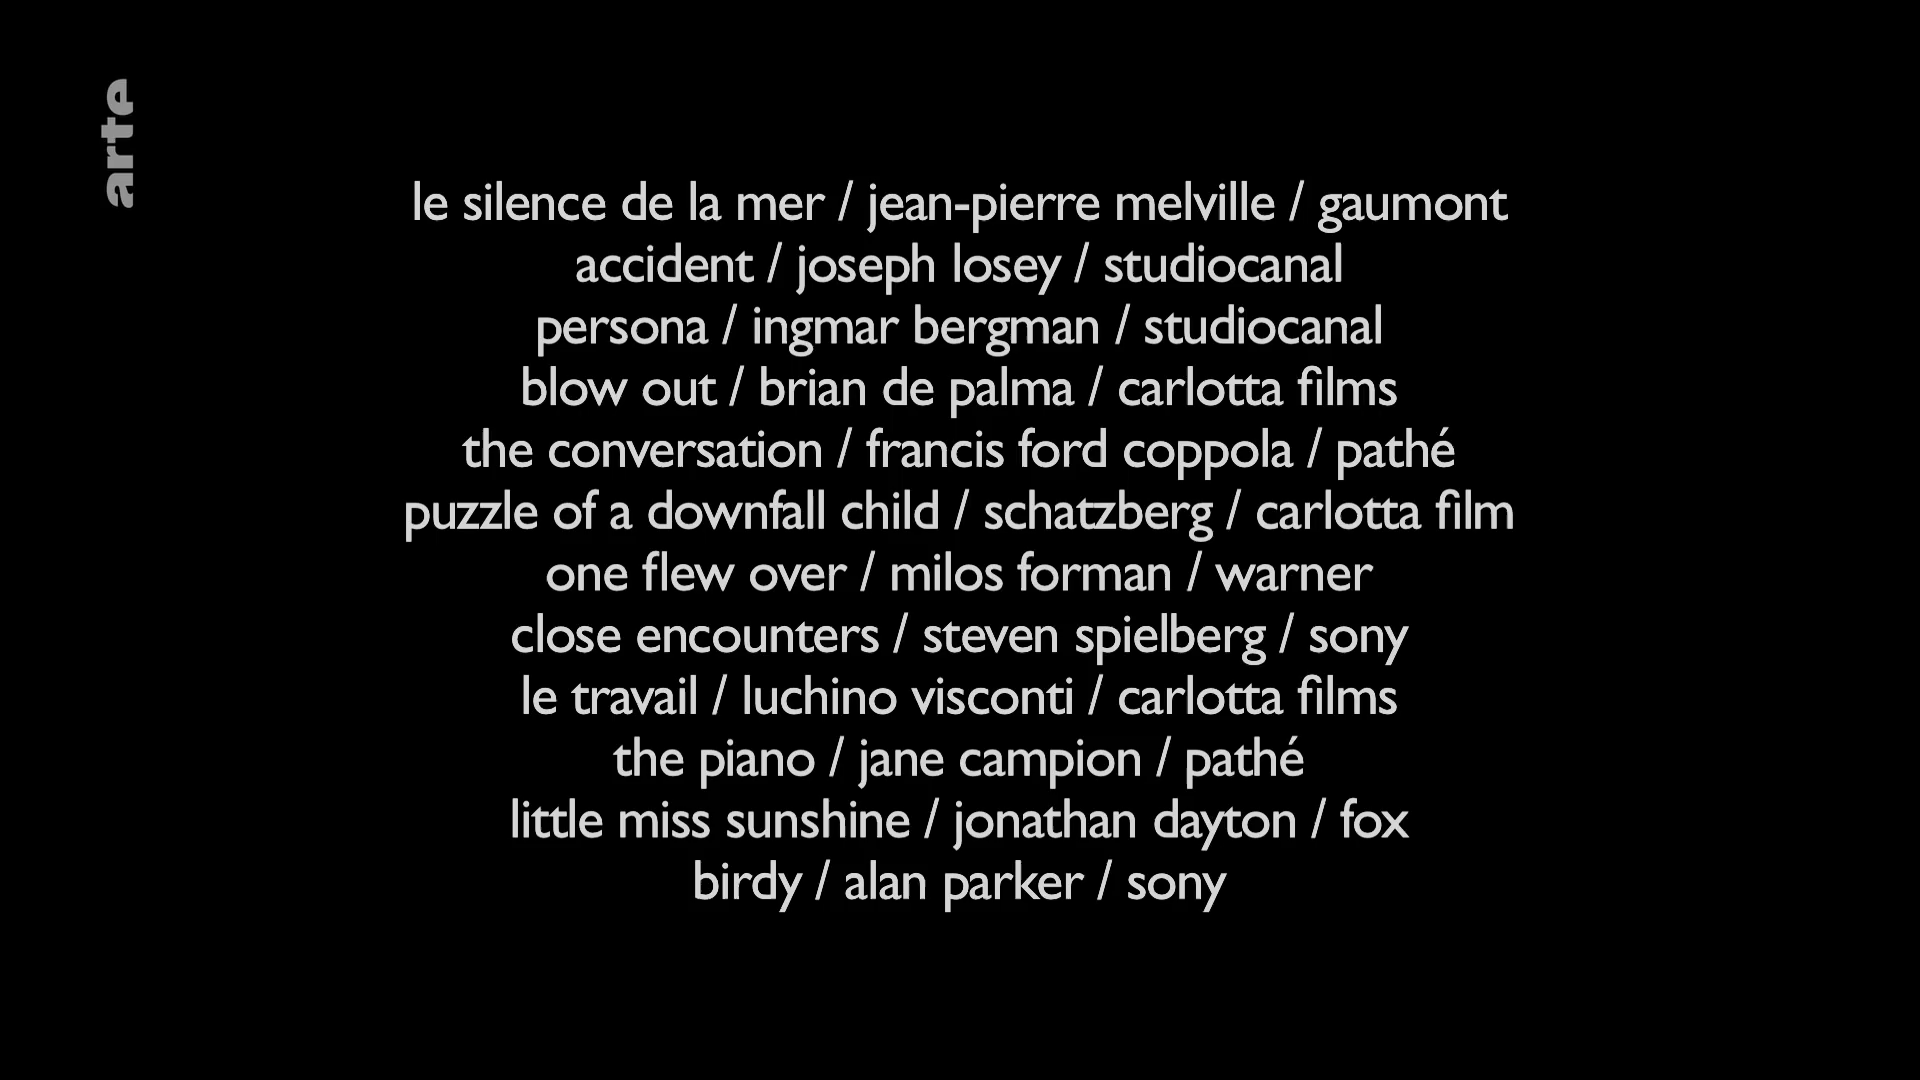 arte
le silence de la mer / jean-pierre melville / gaumont
accident / joseph losey / studiocanal
persona / ingmar bergman / studiocanal
blow out / brian de palma / carlotta films
the conversation / francis ford coppola / pathé
puzzle of a downfall child / schatzberg / carlotta film
one flew over / milos forman / warner
close encounters / steven spielberg / sony
le travail / luchino visconti / carlotta films
the piano / jane campion / pathé
little miss sunshine / jonathan dayton / fox
birdy / alan parker / sony